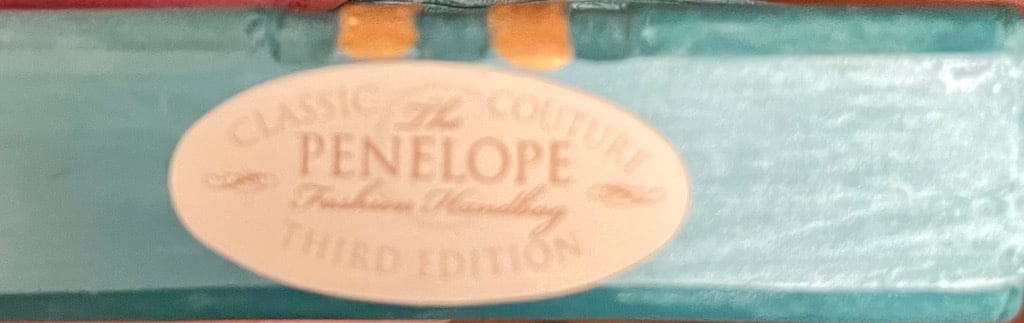 CLASSIC COUTURE
The
PENELOPE
Fashion Handbag
THIRD EDITION